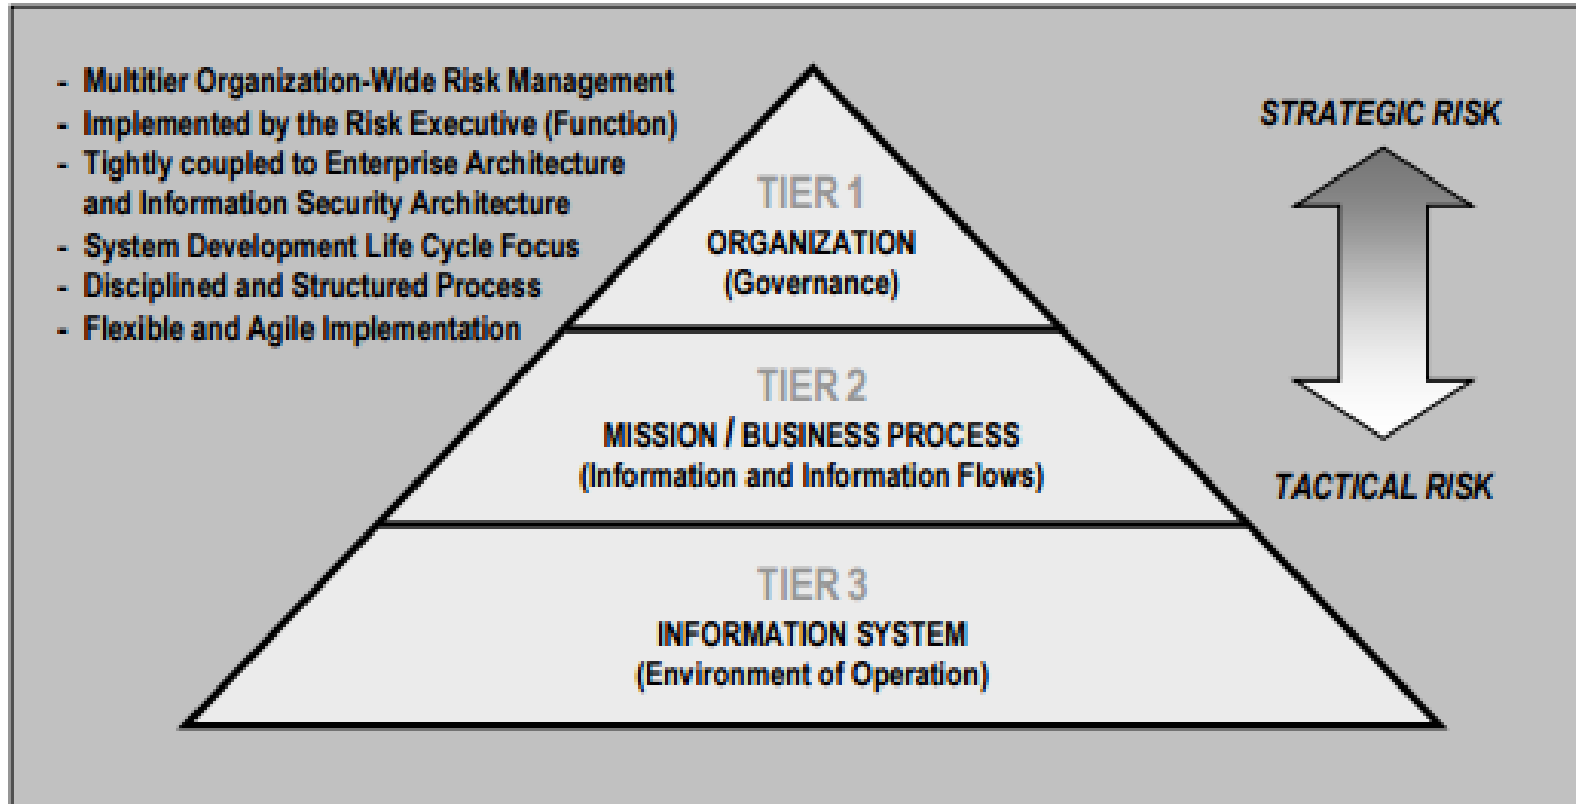 - Multitier Organization-Wide Risk Management
- Implemented by the Risk Executive (Function)
- Tightly coupled to Enterprise Architecture
and Information Security Architecture
- System Development Life Cycle Focus
- Disciplined and Structured Process
- Flexible and Agile Implementation
STRATEGIC RISK
TACTICAL RISK
TIER 1
ORGANIZATION
(Governance)
TIER 2
MISSION / BUSINESS PROCESS
(Information and Information Flows)
TIER 3
INFORMATION SYSTEM
(Environment of Operation)